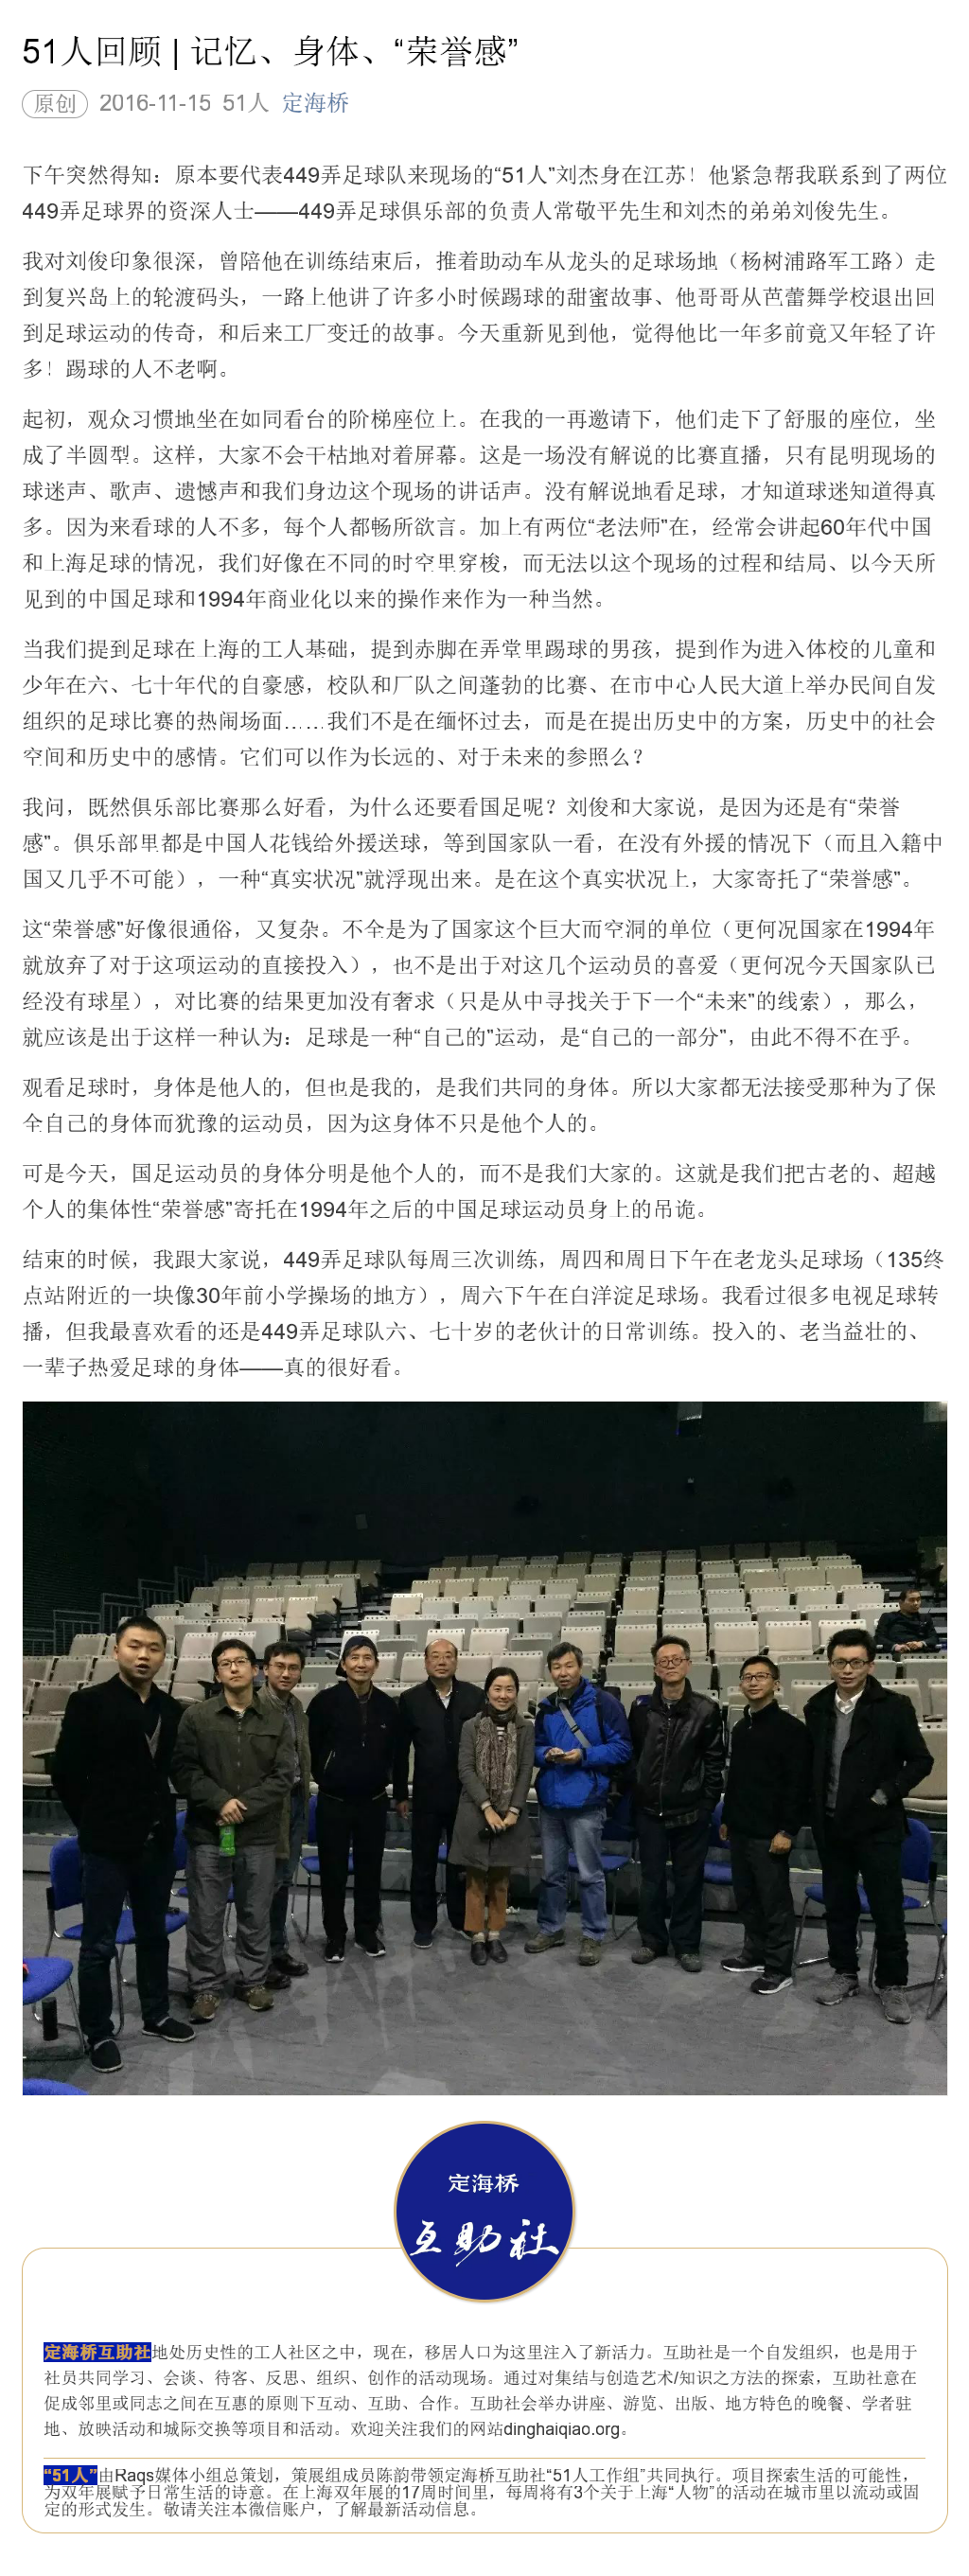 51人回顾 | 记忆、身体、“荣誉感”
原创 2016-11-15 51人 定海桥
下午突然得知：原本要代表449弄足球队来现场的“51人”刘杰身在江苏！他紧急帮我联系到了两位
449弄足球界的资深人士——449弄足球俱乐部的负责人常敬平先生和刘杰的弟弟刘俊先生。
我对刘俊印象很深，曾陪他在训练结束后，推着助动车从龙头的足球场地（杨树浦路军工路）走
到复兴岛上的轮渡码头，一路上他讲了许多小时候踢球的甜蜜故事、他哥哥从芭蕾舞学校退出回
到足球运动的传奇，和后来工厂变迁的故事。今天重新见到他，觉得他比一年多前竟又年轻了许
多！踢球的人不老啊。
起初，观众习惯地坐在如同看台的阶梯座位上。在我的一再邀请下，他们走下了舒服的座位，坐
成了半圆型。这样，大家不会干枯地对着屏幕。这是一场没有解说的比赛直播，只有昆明现场的
球迷声、歌声、遗憾声和我们身边这个现场的讲话声。没有解说地看足球，才知道球迷知道得真
多。因为来看球的人不多，每个人都畅所欲言。加上有两位“老法师”在，经常会讲起60年代中国
和上海足球的情况，我们好像在不同的时空里穿梭，而无法以这个现场的过程和结局、以今天所
见到的中国足球和1994年商业化以来的操作来作为一种当然。
当我们提到足球在上海的工人基础，提到赤脚在弄堂里踢球的男孩，提到作为进入体校的儿童和
少年在六、七十年代的自豪感，校队和厂队之间蓬勃的比赛、在市中心人民大道上举办民间自发
组织的足球比赛的热闹场面……我们不是在缅怀过去，而是在提出历史中的方案，历史中的社会
空间和历史中的感情。它们可以作为长远的、对于未来的参照么？
我问，既然俱乐部比赛那么好看，为什么还要看国足呢？刘俊和大家说，是因为还是有“荣誉
感”。俱乐部里都是中国人花钱给外援送球，等到国家队一看，在没有外援的情况下（而且入籍中
国又几乎不可能），一种“真实状况”就浮现出来。是在这个真实状况上，大家寄托了“荣誉感”。
这“荣誉感”好像很通俗，又复杂。不全是为了国家这个巨大而空洞的单位（更何况国家在1994年
就放弃了对于这项运动的直接投入），也不是出于对这几个运动员的喜爱（更何况今天国家队已
经没有球星），对比赛的结果更加没有奢求（只是从中寻找关于下一个“未来”的线索），那么，
就应该是出于这样一种认为：足球是一种“自己的”运动，是“自己的一部分”，由此不得不在乎。
观看足球时，身体是他人的，但也是我的，是我们共同的身体。所以大家都无法接受那种为了保
全自己的身体而犹豫的运动员，因为这身体不只是他个人的。
可是今天，国足运动员的身体分明是他个人的，而不是我们大家的。这就是我们把古老的、超越
个人的集体性“荣誉感”寄托在1994年之后的中国足球运动员身上的吊诡。
结束的时候，我跟大家说，449弄足球队每周三次训练，周四和周日下午在老龙头足球场（135终
点站附近的一块像30年前小学操场的地方），周六下午在白洋淀足球场。我看过很多电视足球转
播，但我最喜欢看的还是449弄足球队六、七十岁的老伙计的日常训练。投入的、老当益壮的、
一辈子热爱足球的身体——真的很好看。
定海桥
互助社
定海桥互助社地处历史性的工人社区之中，现在，移居人口为这里注入了新活力。互助社是一个自发组织，也是用于
社员共同学习、会谈、待客、反思、组织、创作的活动现场。通过对集结与创造艺术/知识之方法的探索，互助社意在
促成邻里或同志之间在互惠的原则下互动、互助、合作。互助社会举办讲座、游览、出版、地方特色的晚餐、学者驻
地、放映活动和城际交换等项目和活动。欢迎关注我们的网站dinghaiqiao.org。
“51人”由Raqs媒体小组总策划，策展组成员陈韵带领定海桥互助社“51人工作组”共同执行。项目探索生活的可能性，
为双年展赋予日常生活的诗意。在上海双年展的17周时间里，每周将有3个关于上海“人物”的活动在城市里以流动或固
定的形式发生。敬请关注本微信账户，了解最新活动信息。